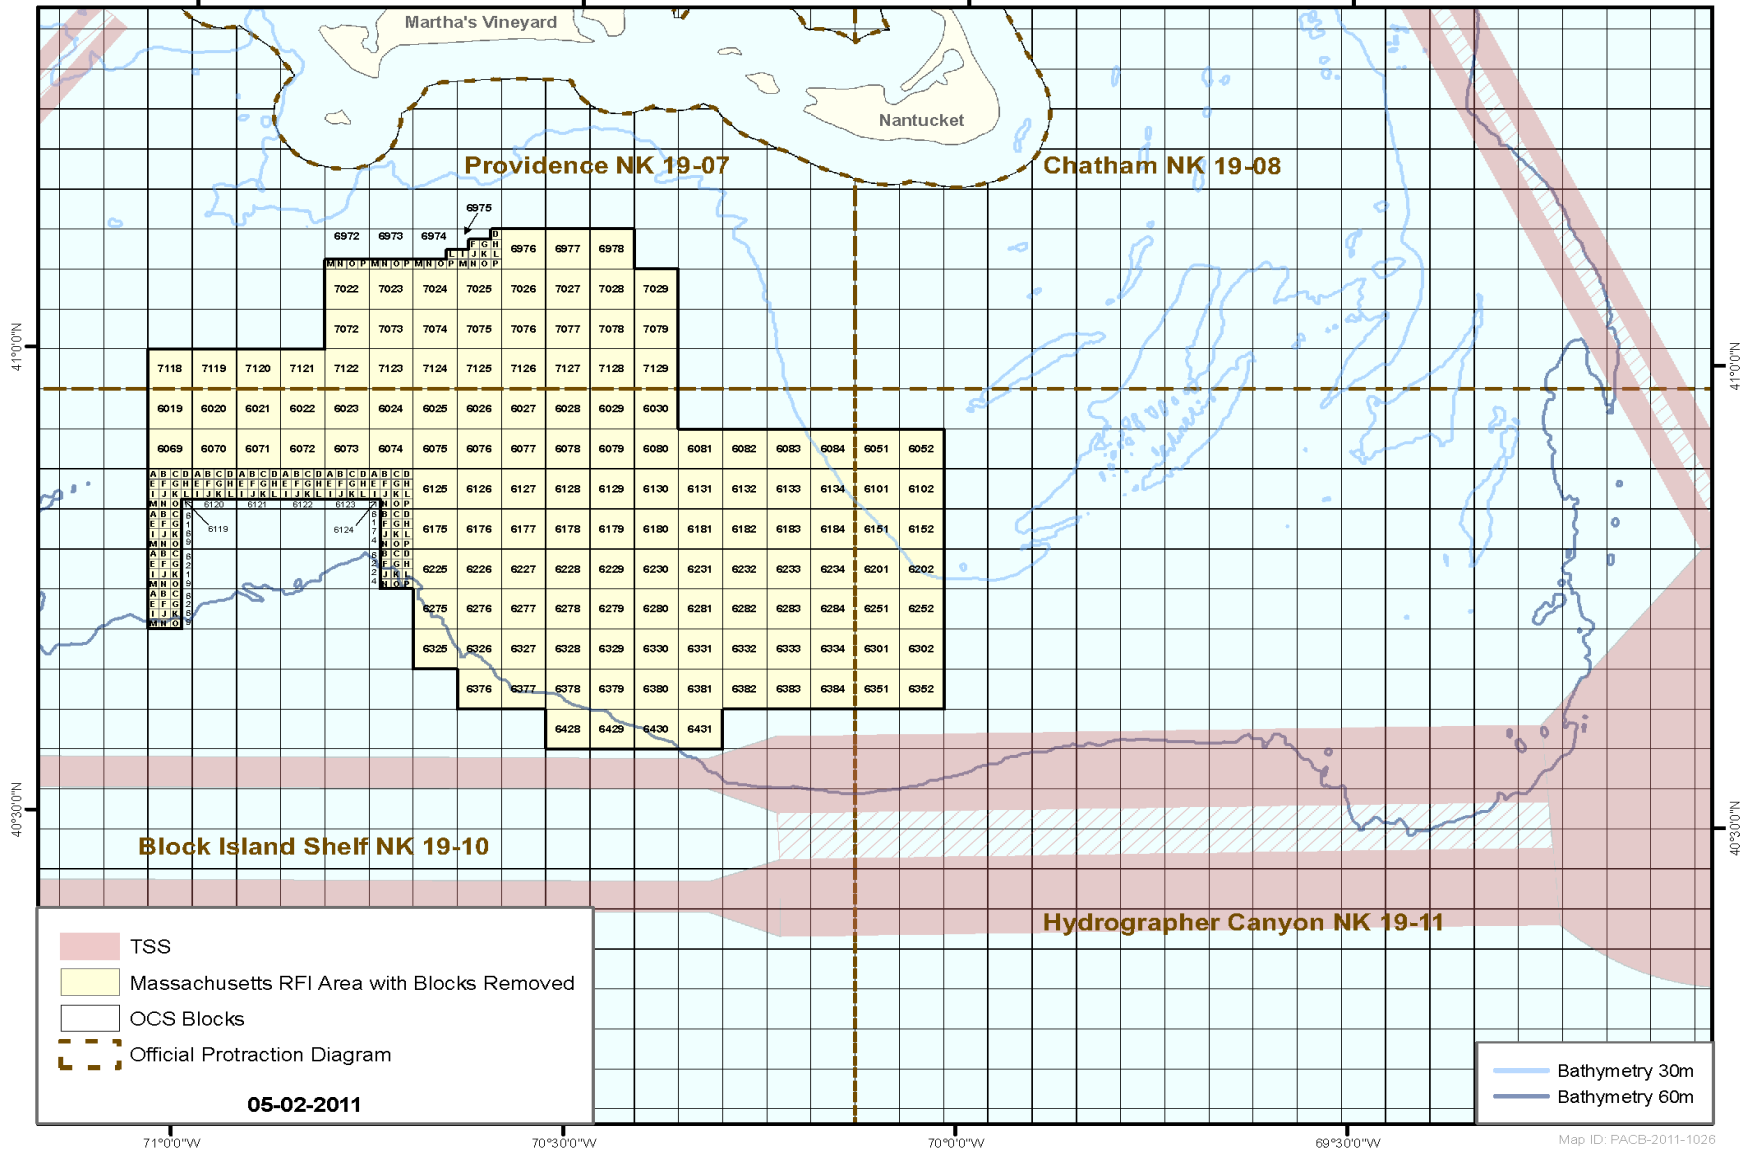 Martha's Vineyard
Nantucket
Providence NK 19-07
Chatham NK 19-08
6975
6972 6973 6974
D
F G H
6976 6977 6978
L I J K L
M N O P M N O P M N O P M N O P
7022 7023 7024 7025 7026 7027 7028 7029
7072 7073 7074 7075 7076 7077 7078 7079
41°0'0"N
41°0'0"N
7118 7119 7120 7121 7122 7123 7124 7125 7126 7127 7128 7129
6019 6020 6021 6022 6023 6024 6025 6026 6027 6028 6029 6030
6069 6070 6071 6072 6073 6074 6075 6076 6077 6078 6079 6080 6081 6082 6083 6084 6051 6052
A B C D A B C D A B C D A B C D A B C D A B C D
E F G H E F G H E F G H E F G H E F G H E F G H
I J K L I J K L I J K L I J K L I J K L I J K L
6125 6126 6127 6128 6129 6130 6131 6132 6133 6134 6101 6102
M N O 6120 6121 6122 6123 N O P
A B C B C D
E F G F G H
I J K J K L
M N O N O P
6119 6124
6169 6174
6175 6176 6177 6178 6179 6180 6181 6182 6183 6184 6151 6152
A B C B C D
E F G F G H
I J K J K L
M N O N O P
6219 6224
6225 6226 6227 6228 6229 6230 6231 6232 6233 6234 6201 6202
A B C
E F G
I J K
M N O
6269
6275 6276 6277 6278 6279 6280 6281 6282 6283 6284 6251 6252
6325 6326 6327 6328 6329 6330 6331 6332 6333 6334 6301 6302
6376 6377 6378 6379 6380 6381 6382 6383 6384 6351 6352
6428 6429 6430 6431
40°30'0"N
40°30'0"N
Block Island Shelf NK 19-10
Hydrographer Canyon NK 19-11
TSS
Massachusetts RFI Area with Blocks Removed
OCS Blocks
Official Protraction Diagram
05-02-2011
Bathymetry 30m
Bathymetry 60m
71°0'0"W 70°30'0"W 70°0'0"W 69°30'0"W
Map ID: PACB-2011-1026